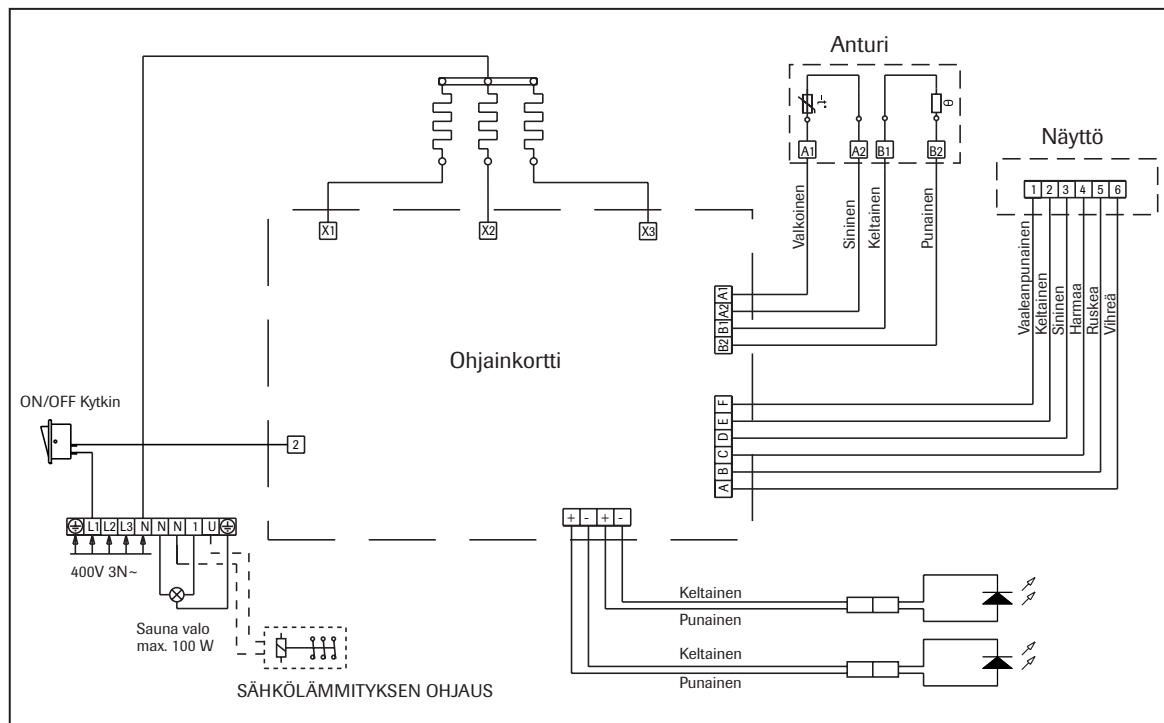 Anturi
-t°
θ
A1 A2 B1 B2
Näyttö
1 2 3 4 5 6
Valkoinen
Sininen
Keltainen
Punainen
Vaaleanpunainen
Keltainen
Sininen
Harmaa
Ruskea
Vihreä
X1 X2 X3
A1
A2
B1
B2
Ohjainkortti
F
E
D
C
B
A
ON/OFF Kytkin
2
L1 L2 L3 N N N 1 U
400V 3N~
Sauna valo
max. 100 W
SÄHKÖLÄMMITYKSEN OHJAUS
+ - + -
Keltainen
Punainen
Keltainen
Punainen